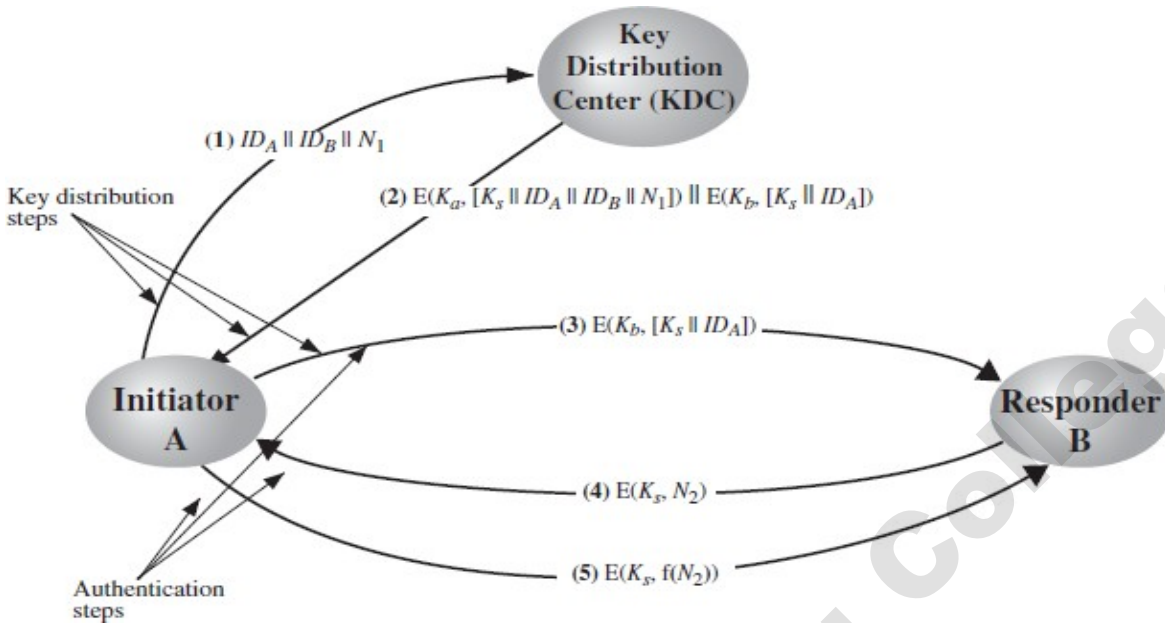 Key
Distribution
Center (KDC)
(1) ID_A || ID_B || N_1
Key distribution
steps
(2) E(K_a, [K_s || ID_A || ID_B || N_1]) || E(K_b, [K_s || ID_A])
(3) E(K_b, [K_s || ID_A])
Initiator
A
Responder
B
(4) E(K_s, N_2)
(5) E(K_s, f(N_2))
Authentication
steps